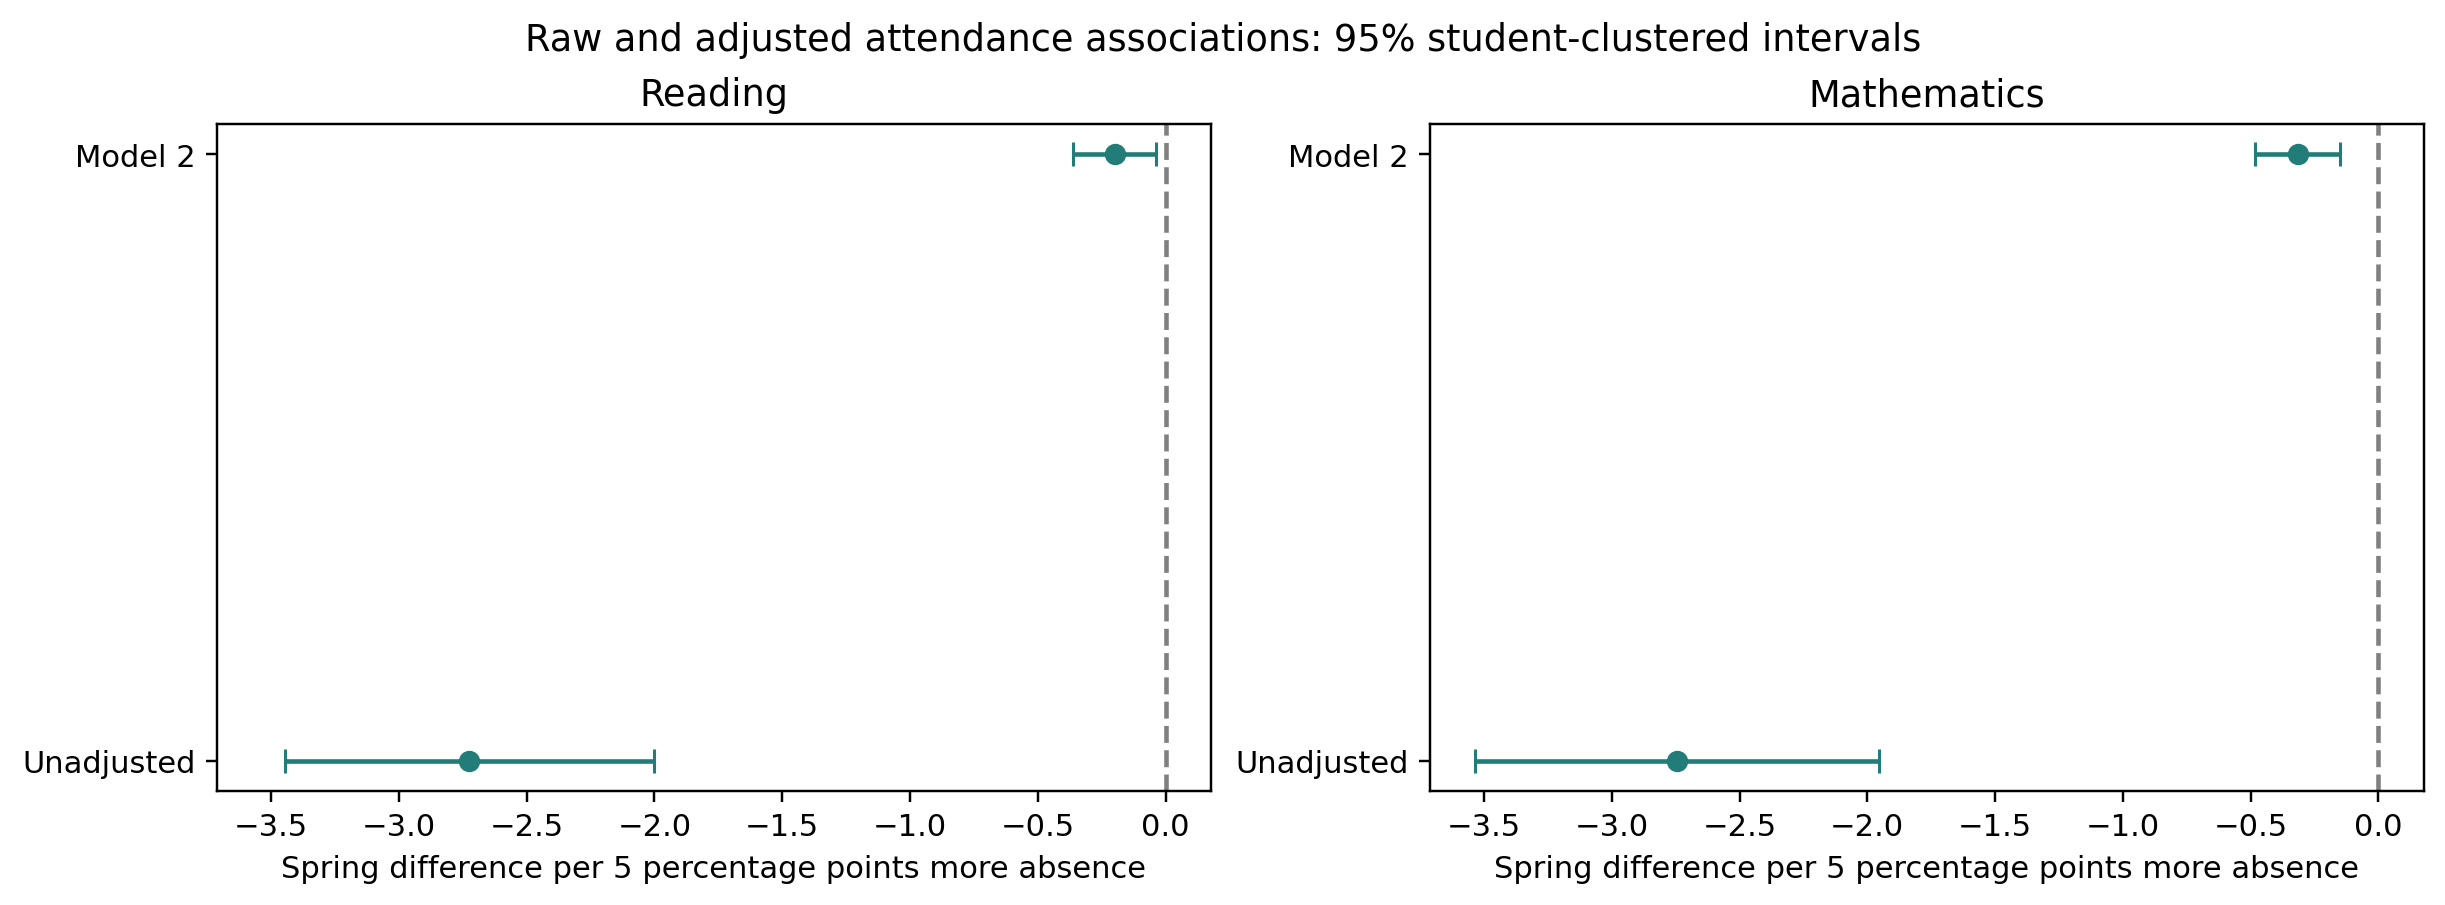 Raw and adjusted attendance associations: 95% student-clustered intervals
Reading
Model 2
Unadjusted
−3.5 −3.0 −2.5 −2.0 −1.5 −1.0 −0.5 0.0
Spring difference per 5 percentage points more absence
Mathematics
Model 2
Unadjusted
−3.5 −3.0 −2.5 −2.0 −1.5 −1.0 −0.5 0.0
Spring difference per 5 percentage points more absence